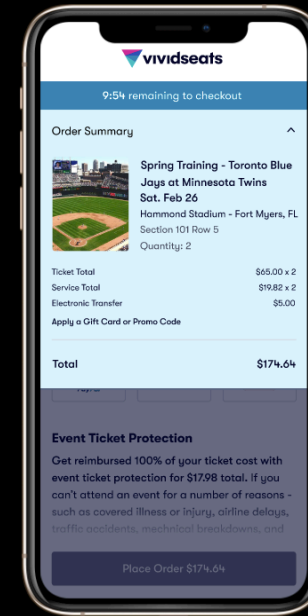 vividseats
9:54 remaining to checkout
Order Summary
Spring Training - Toronto Blue
Jays at Minnesota Twins
Sat. Feb 26
Hammond Stadium - Fort Myers, FL
Section 101 Row 5
Quantity: 2
Ticket Total $65.00 x 2
Service Total $19.82 x 2
Electronic Transfer $5.00
Apply a Gift Card or Promo Code
Total $174.64
Event Ticket Protection
Get reimbursed 100% of your ticket cost with
event ticket protection for $17.98 total. If you
can't attend an event for a number of reasons -
such as covered illness or injury, airline delays,
traffic accidents, mechnical breakdowns, and
Place Order $174.64